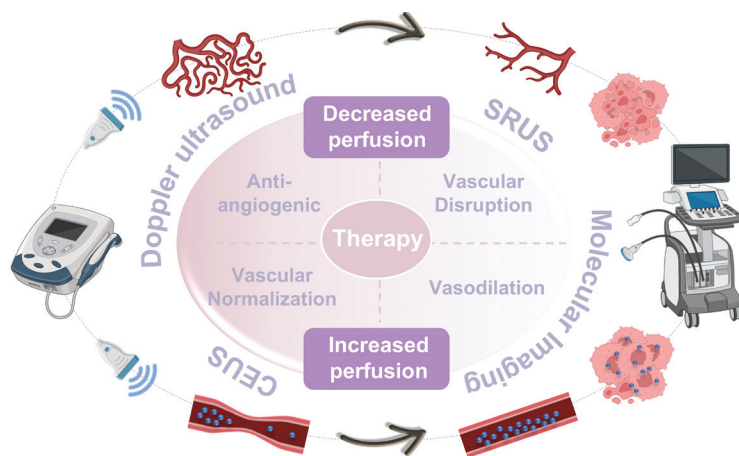 Doppler ultrasound
SRUS
Decreased
perfusion
Anti-
angiogenic
Vascular
Disruption
Therapy
Vascular
Normalization
Vasodilation
Increased
perfusion
CEUS
Molecular Imaging